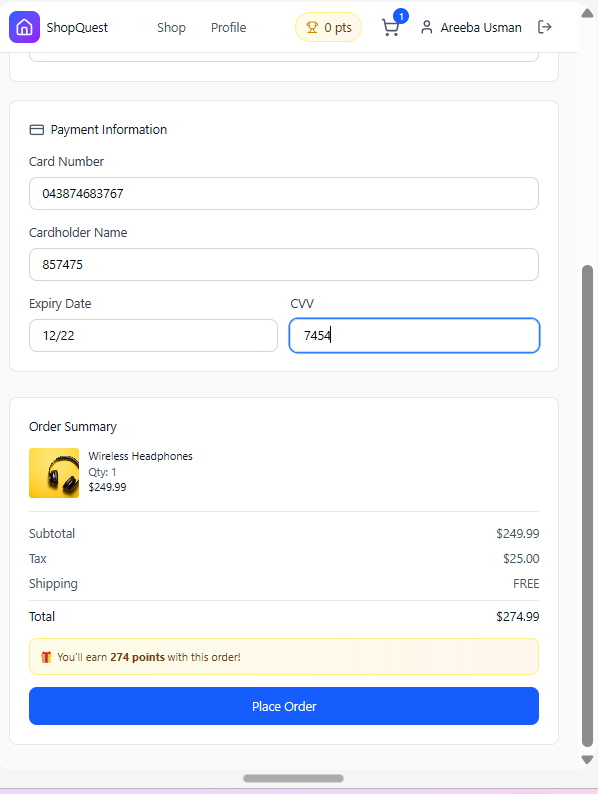 ShopQuest
Shop
Profile
0 pts
1
Areeba Usman
Payment Information
Card Number
043874683767
Cardholder Name
857475
Expiry Date
CVV
12/22
7454
Order Summary
Wireless Headphones
Qty: 1
$249.99
Subtotal
$249.99
Tax
$25.00
Shipping
FREE
Total
$274.99
You'll earn 274 points with this order!
Place Order